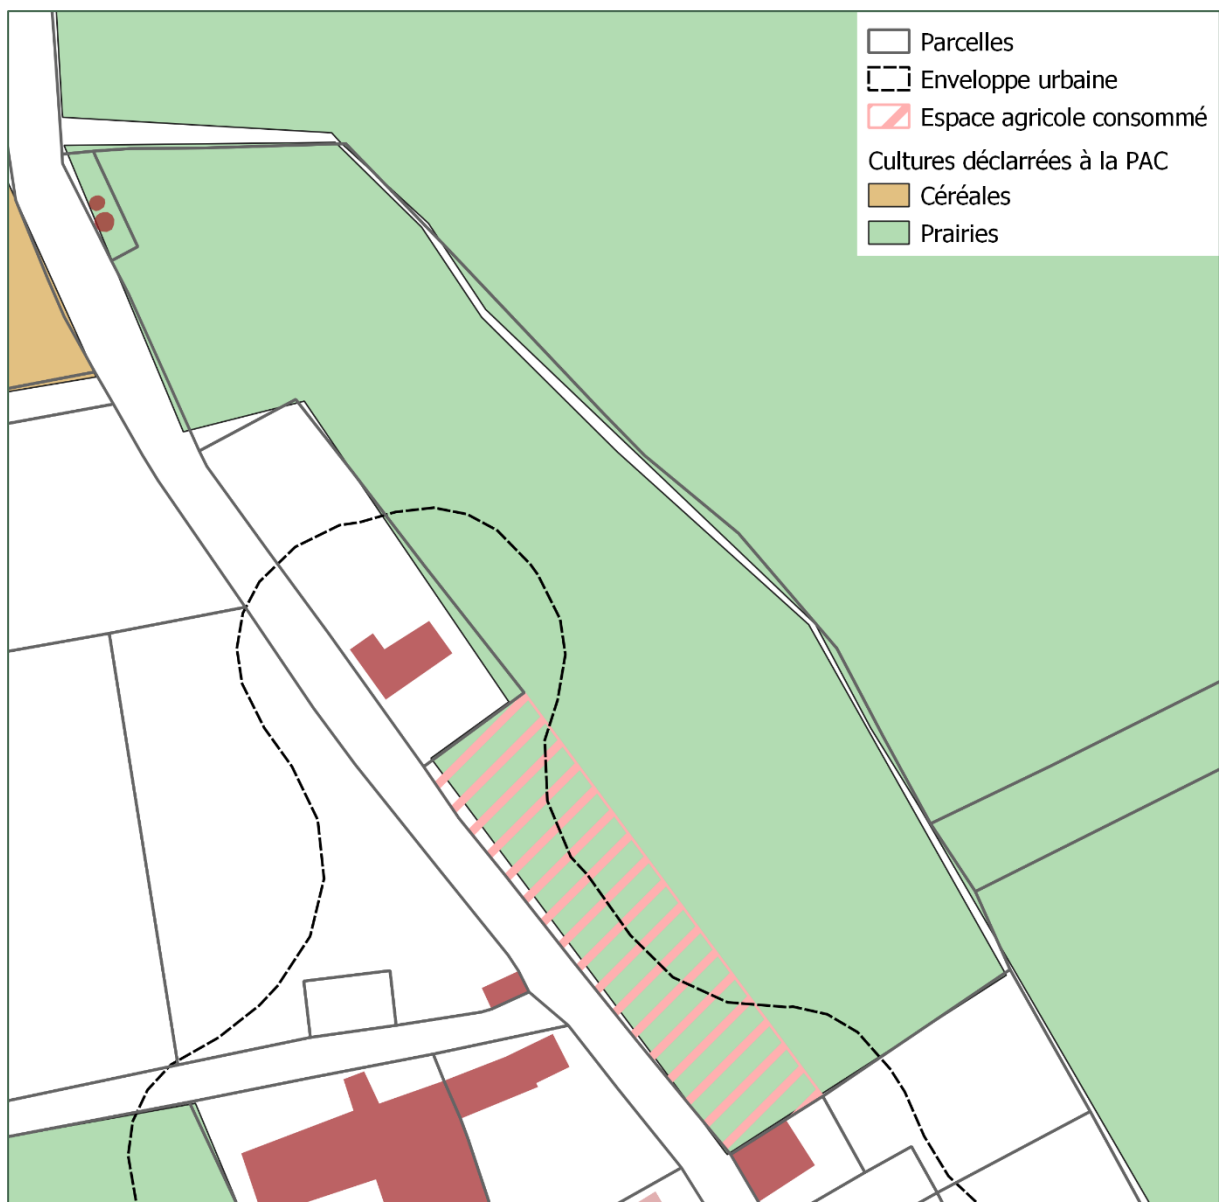 Parcelles
Enveloppe urbaine
Espace agricole consommé
Cultures déclarrées à la PAC
Céréales
Prairies